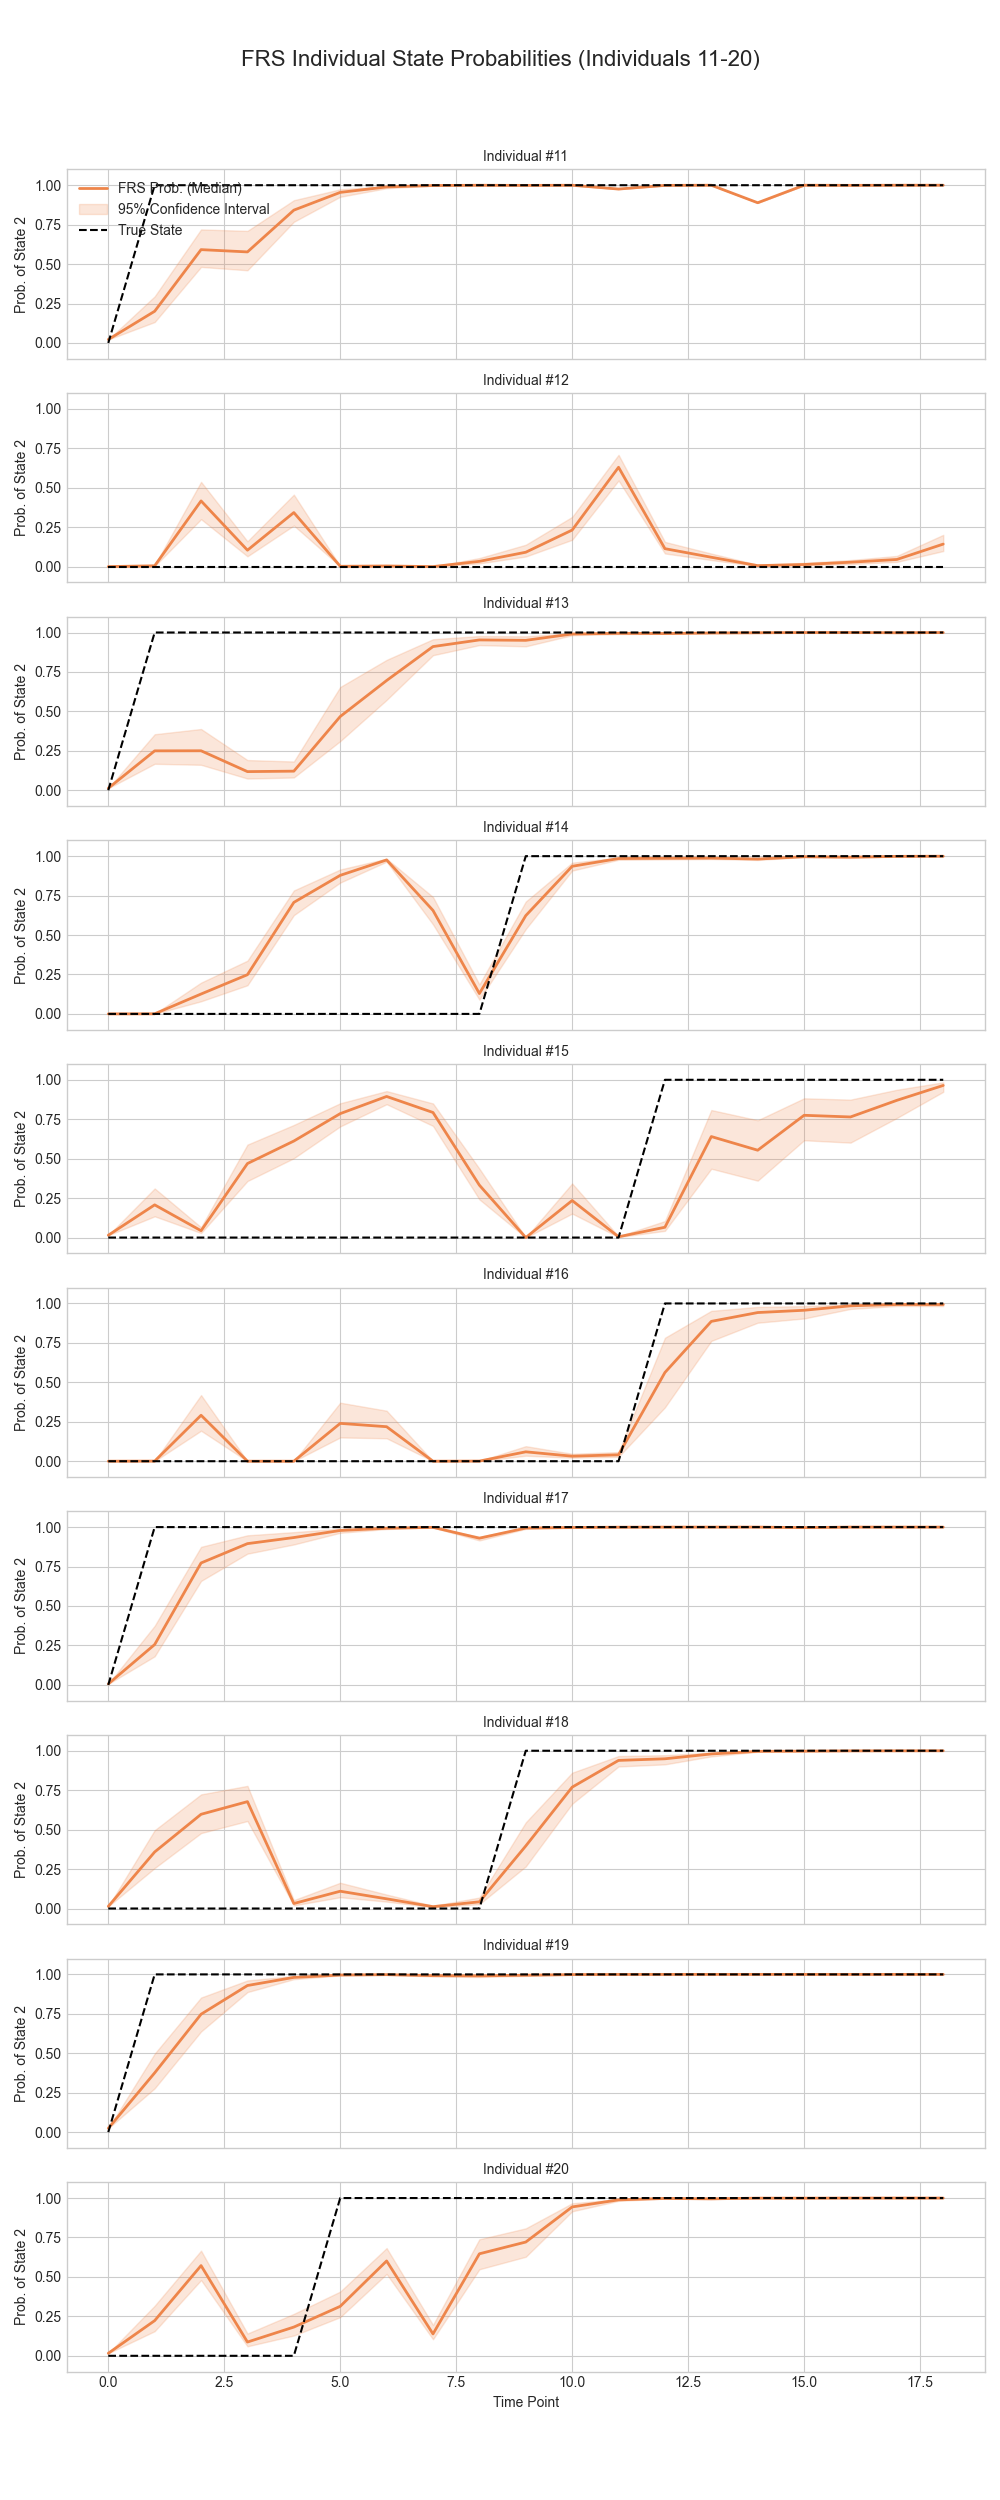 FRS Individual State Probabilities (Individuals 11-20)
Individual #11
FRS Prob. (Median)
95% Confidence Interval
True State
1.00
0.75
0.50
0.25
0.00
Prob. of State 2
Individual #12
1.00
0.75
0.50
0.25
0.00
Prob. of State 2
Individual #13
1.00
0.75
0.50
0.25
0.00
Prob. of State 2
Individual #14
1.00
0.75
0.50
0.25
0.00
Prob. of State 2
Individual #15
1.00
0.75
0.50
0.25
0.00
Prob. of State 2
Individual #16
1.00
0.75
0.50
0.25
0.00
Prob. of State 2
Individual #17
1.00
0.75
0.50
0.25
0.00
Prob. of State 2
Individual #18
1.00
0.75
0.50
0.25
0.00
Prob. of State 2
Individual #19
1.00
0.75
0.50
0.25
0.00
Prob. of State 2
Individual #20
1.00
0.75
0.50
0.25
0.00
Prob. of State 2
0.0 2.5 5.0 7.5 10.0 12.5 15.0 17.5
Time Point